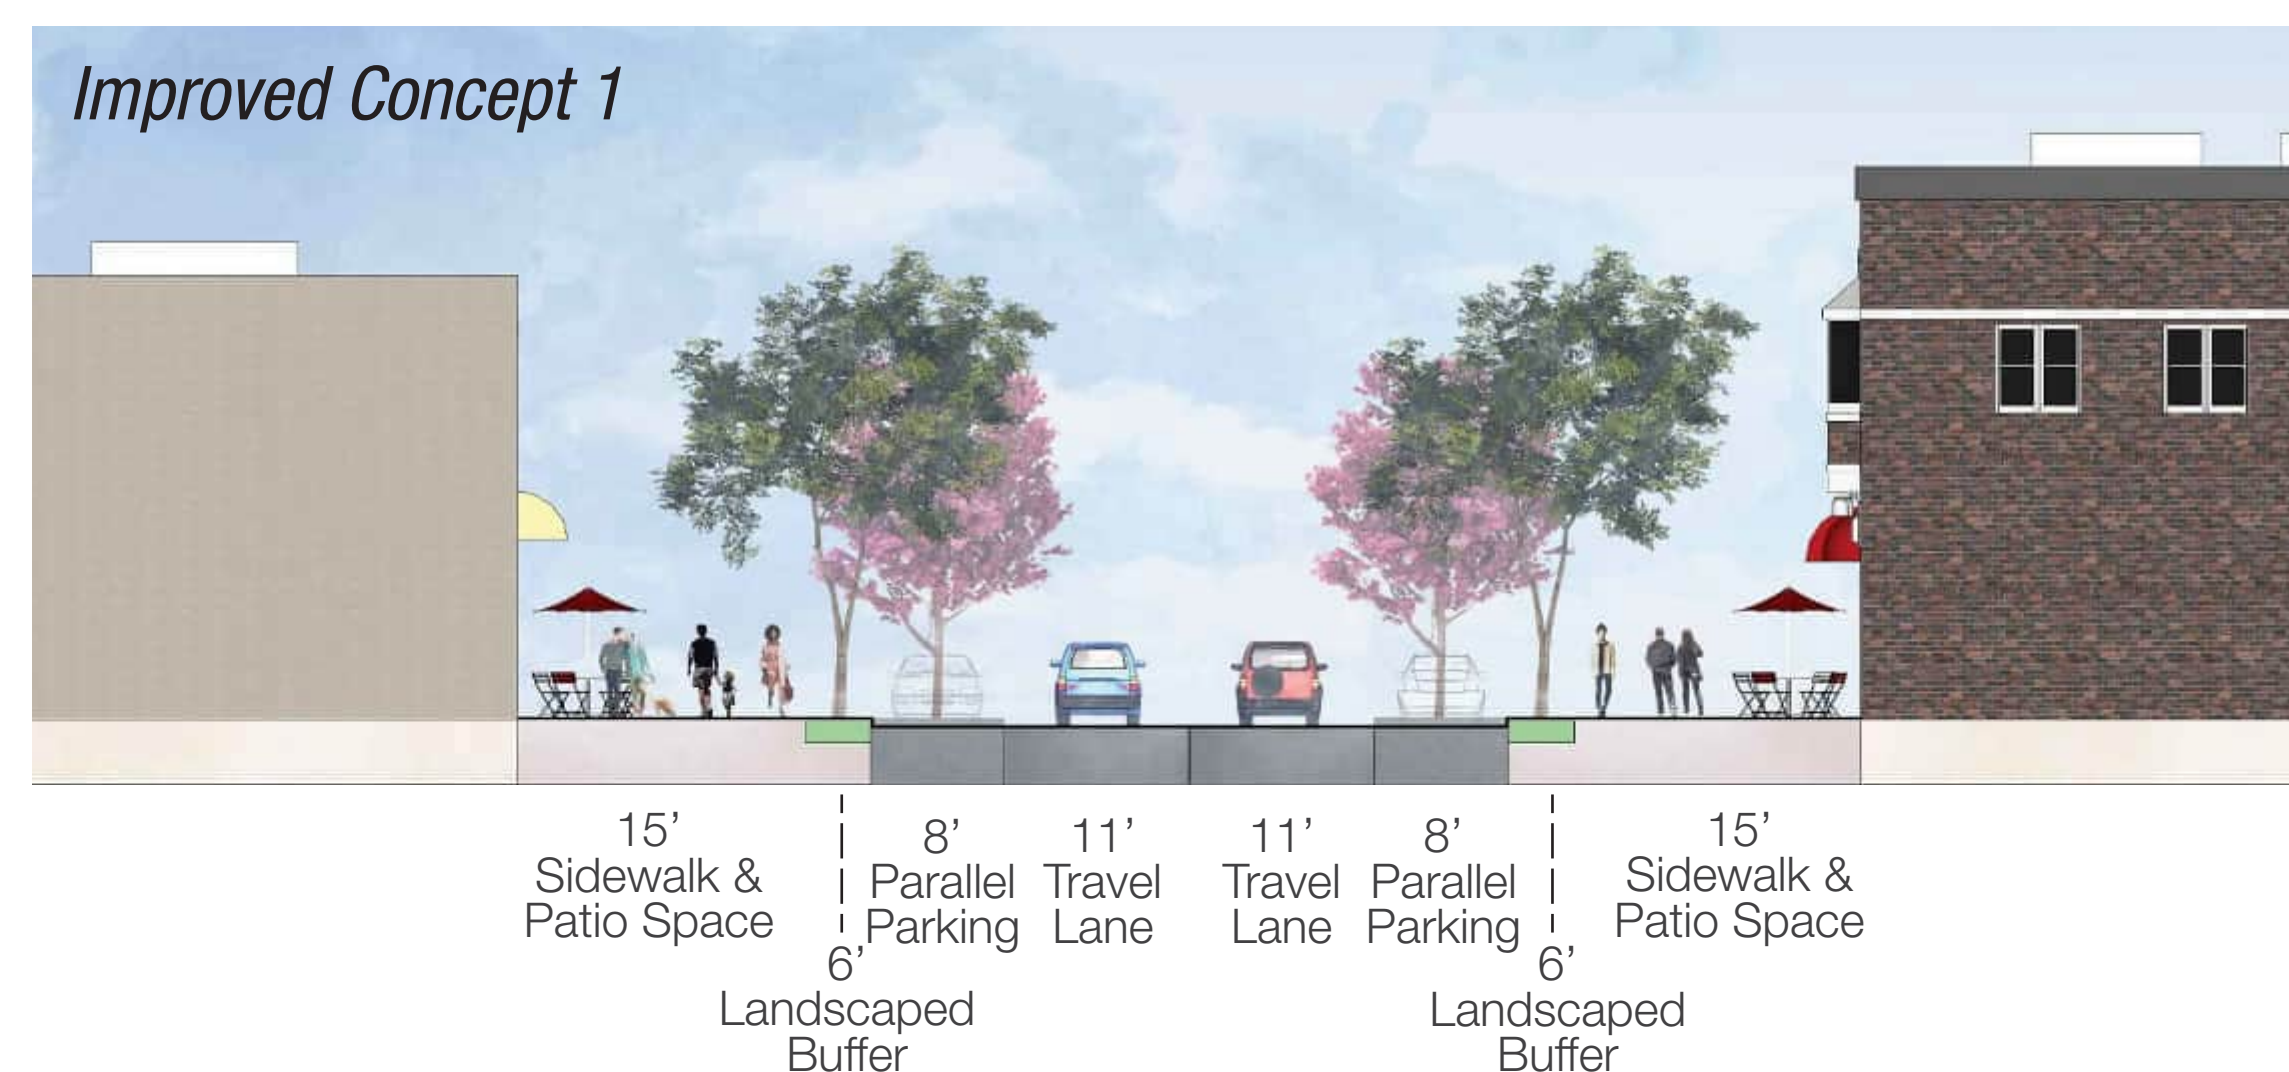 Improved Concept 1
15’
Sidewalk &
Patio Space
6’
Landscaped
Buffer
8’
Parallel
Parking
11’
Travel
Lane
11’
Travel
Lane
8’
Parallel
Parking
6’
Landscaped
Buffer
15’
Sidewalk &
Patio Space